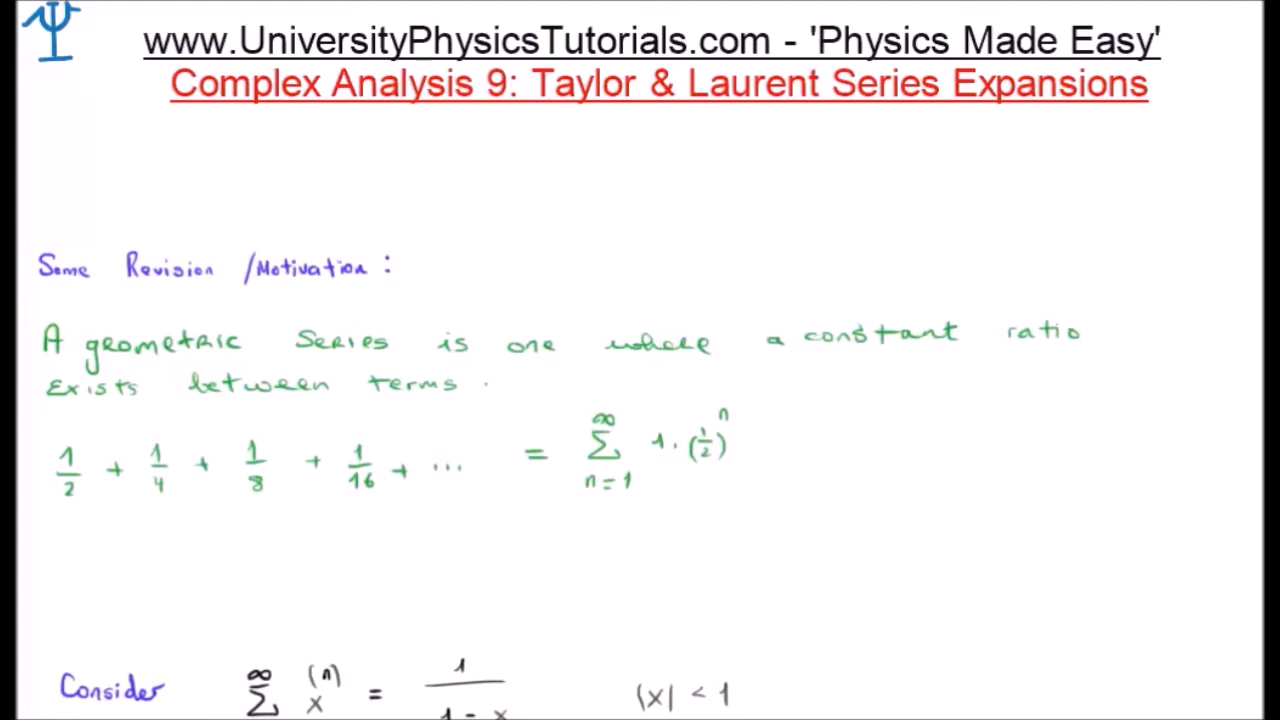 www.UniversityPhysicsTutorials.com - 'Physics Made Easy'
Complex Analysis 9: Taylor & Laurent Series Expansions
Some Revision / Motivation :
A geometric series is one where a constant ratio
exists between terms .
1/2 + 1/4 + 1/8 + 1/16 + ... = ∞ Σ n=1 1 · (1/2)^n
Consider ∞ Σ x^(n) = 1 / 1 - x |x| < 1